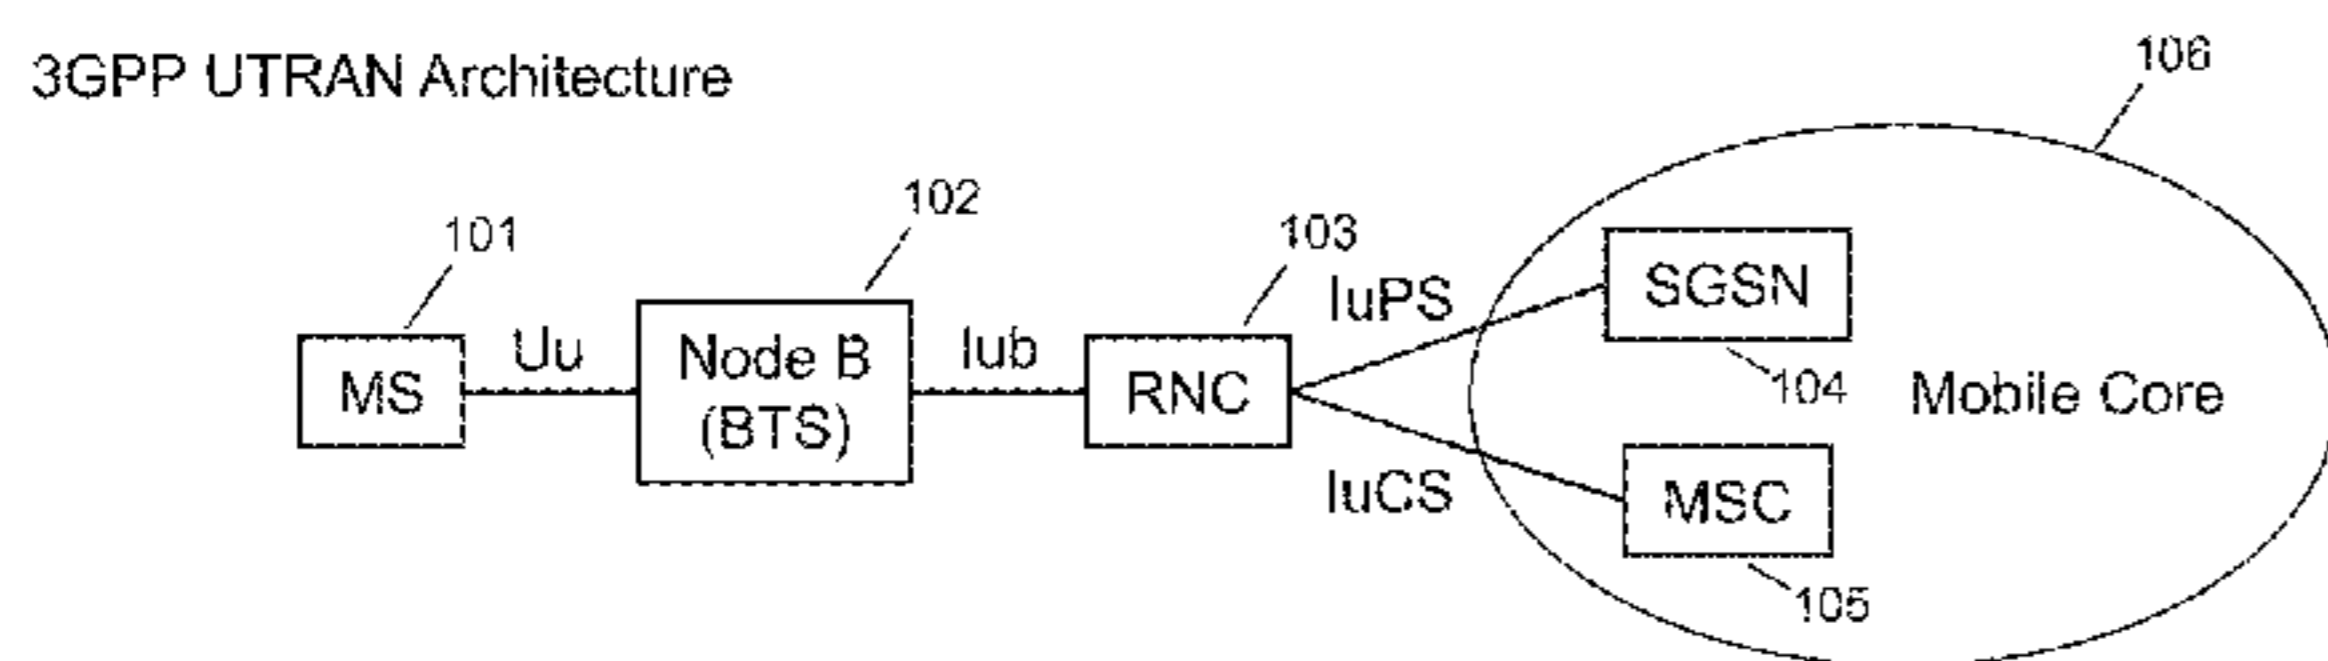 3GPP UTRAN Architecture
106
102
101
103
IuPS
SGSN
Uu
Node B
(BTS)
Iub
MS
RNC
104
Mobile Core
IuCS
MSC
105